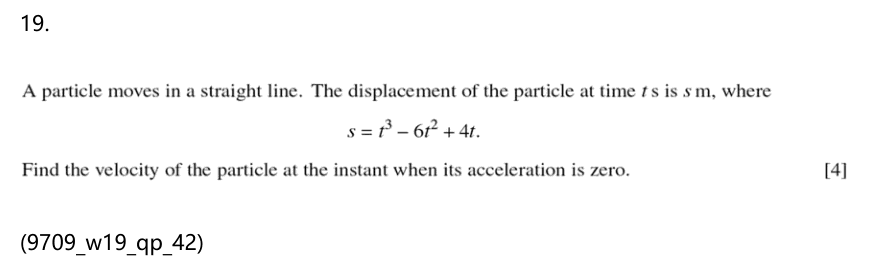 19.
A particle moves in a straight line. The displacement of the particle at time t s is s m, where
s = t³ – 6t² + 4t.
Find the velocity of the particle at the instant when its acceleration is zero. [4]
(9709_w19_qp_42)